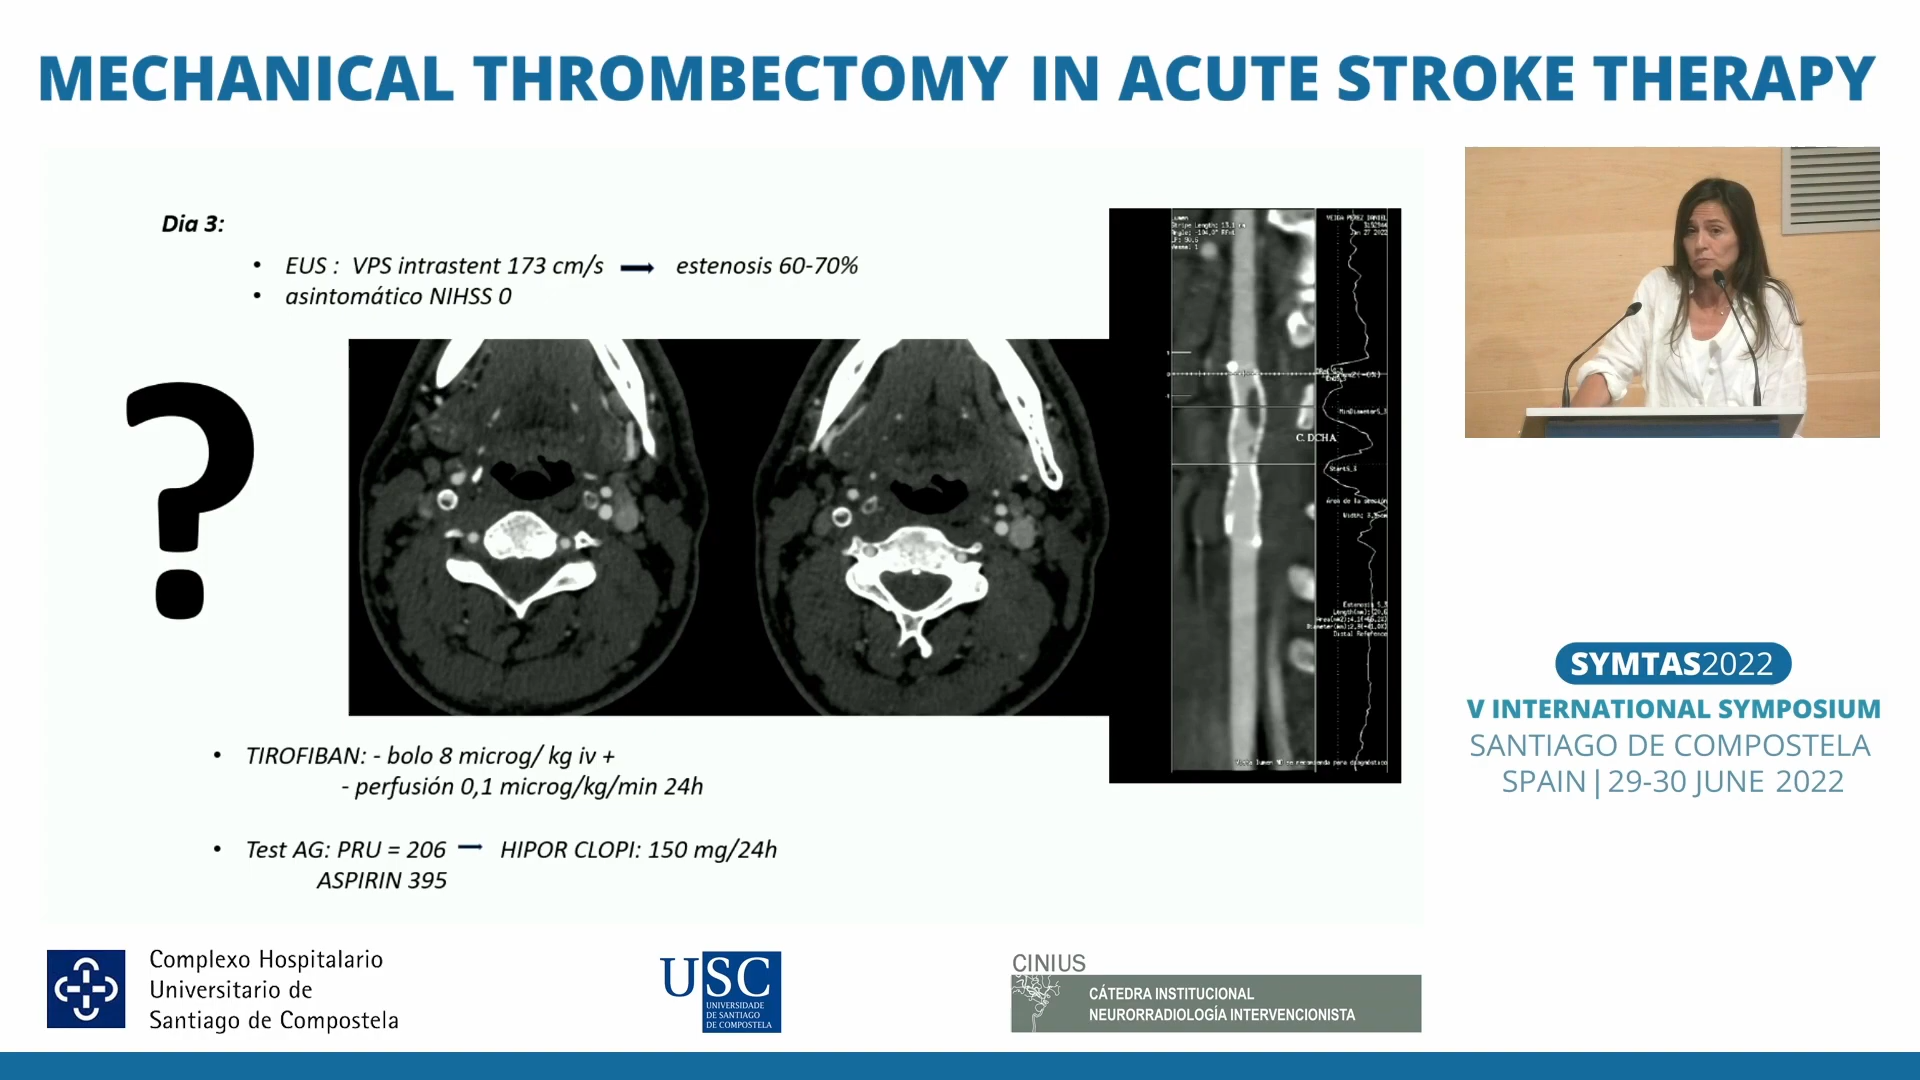 MECHANICAL THROMBECTOMY IN ACUTE STROKE THERAPY
Dia 3:
• EUS : VPS intrastent 173 cm/s → estenosis 60-70%
• asintomático NIHSS 0
?
C. DCHA
• TIROFIBAN: - bolo 8 microg/ kg iv +
- perfusión 0,1 microg/kg/min 24h
• Test AG: PRU = 206 → HIPOR CLOPI: 150 mg/24h
ASPIRIN 395
SYMTAS2022
V INTERNATIONAL SYMPOSIUM
SANTIAGO DE COMPOSTELA
SPAIN | 29-30 JUNE 2022
Complexo Hospitalario
Universitario de
Santiago de Compostela
USC
UNIVERSIDADE
DE SANTIAGO
DE COMPOSTELA
CINIUS
CÁTEDRA INSTITUCIONAL
NEURORRADIOLOGÍA INTERVENCIONISTA